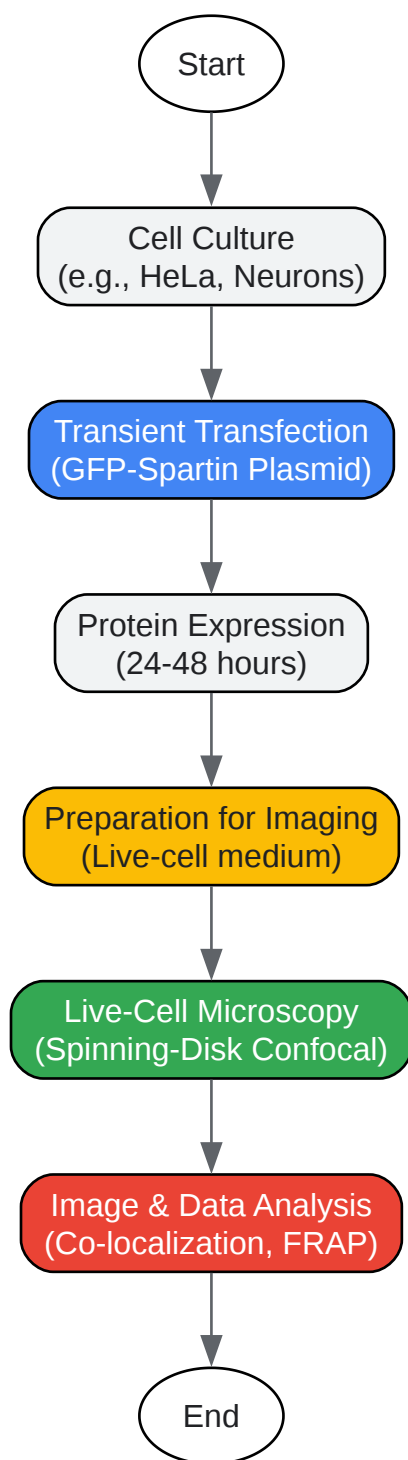 Start
Cell Culture
(e.g., HeLa, Neurons)
Transient Transfection
(GFP-Spartin Plasmid)
Protein Expression
(24-48 hours)
Preparation for Imaging
(Live-cell medium)
Live-Cell Microscopy
(Spinning-Disk Confocal)
Image & Data Analysis
(Co-localization, FRAP)
End